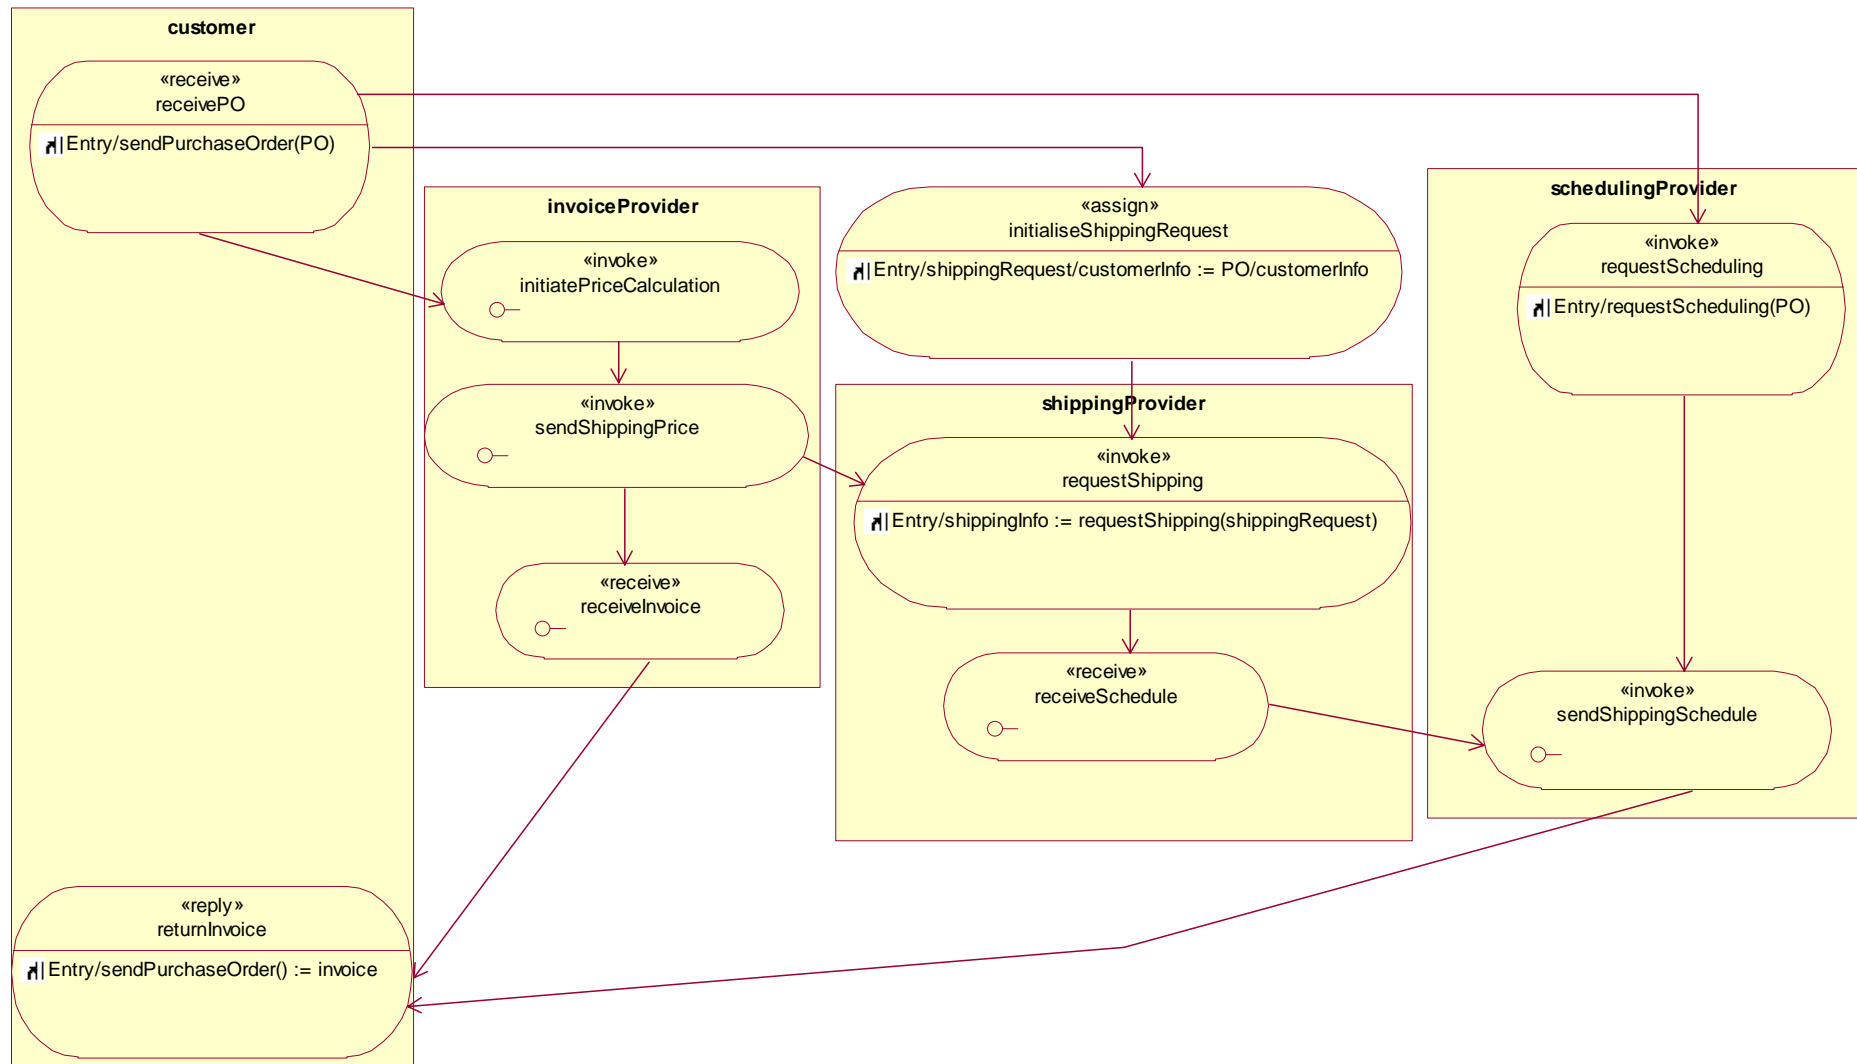 customer
«receive»
receivePO
Entry/sendPurchaseOrder(PO)
invoiceProvider
«invoke»
initiatePriceCalculation
«invoke»
sendShippingPrice
«receive»
receiveInvoice
«assign»
initialiseShippingRequest
Entry/shippingRequest/customerInfo := PO/customerInfo
shippingProvider
«invoke»
requestShipping
Entry/shippingInfo := requestShipping(shippingRequest)
«receive»
receiveSchedule
schedulingProvider
«invoke»
requestScheduling
Entry/requestScheduling(PO)
«invoke»
sendShippingSchedule
«reply»
returnInvoice
Entry/sendPurchaseOrder() := invoice